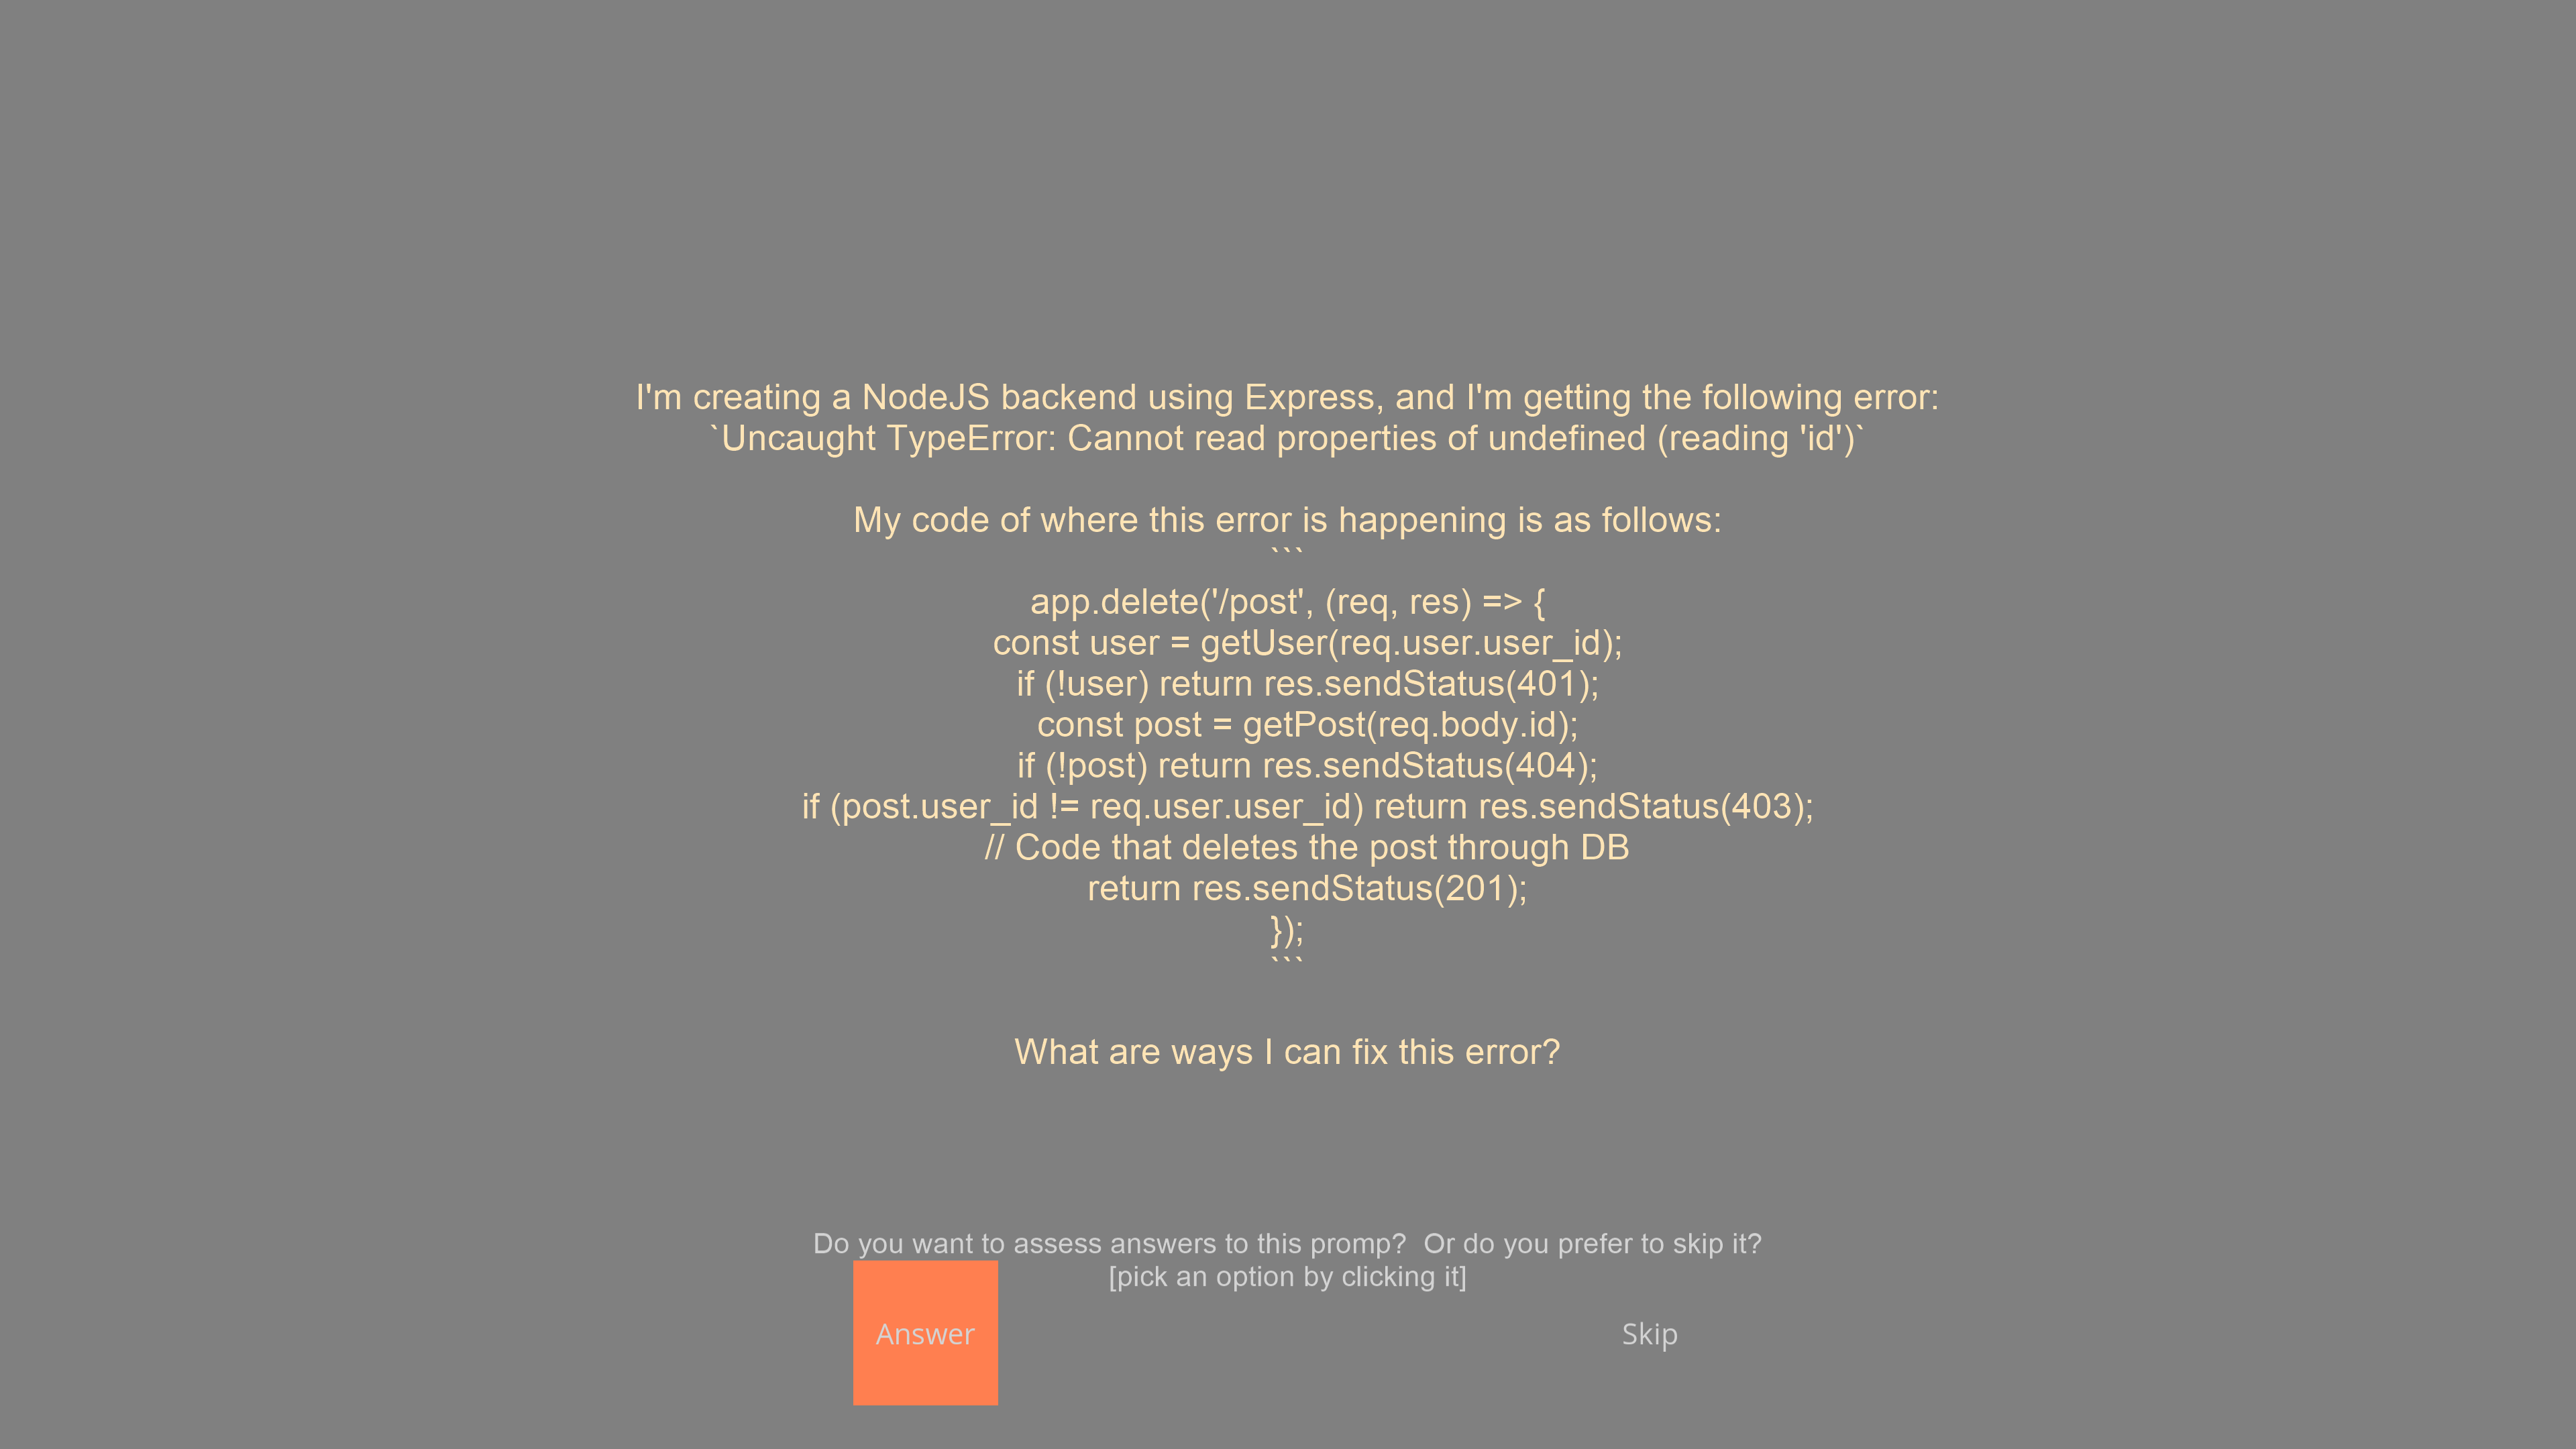 I'm creating a NodeJS backend using Express, and I'm getting the following error:
`Uncaught TypeError: Cannot read properties of undefined (reading 'id')`
My code of where this error is happening is as follows:
```
app.delete('/post', (req, res) => {
const user = getUser(req.user.user_id);
if (!user) return res.sendStatus(401);
const post = getPost(req.body.id);
if (!post) return res.sendStatus(404);
if (post.user_id != req.user.user_id) return res.sendStatus(403);
// Code that deletes the post through DB
return res.sendStatus(201);
});
```
What are ways I can fix this error?
Do you want to assess answers to this promp?  Or do you prefer to skip it?
[pick an option by clicking it]
Answer
Skip